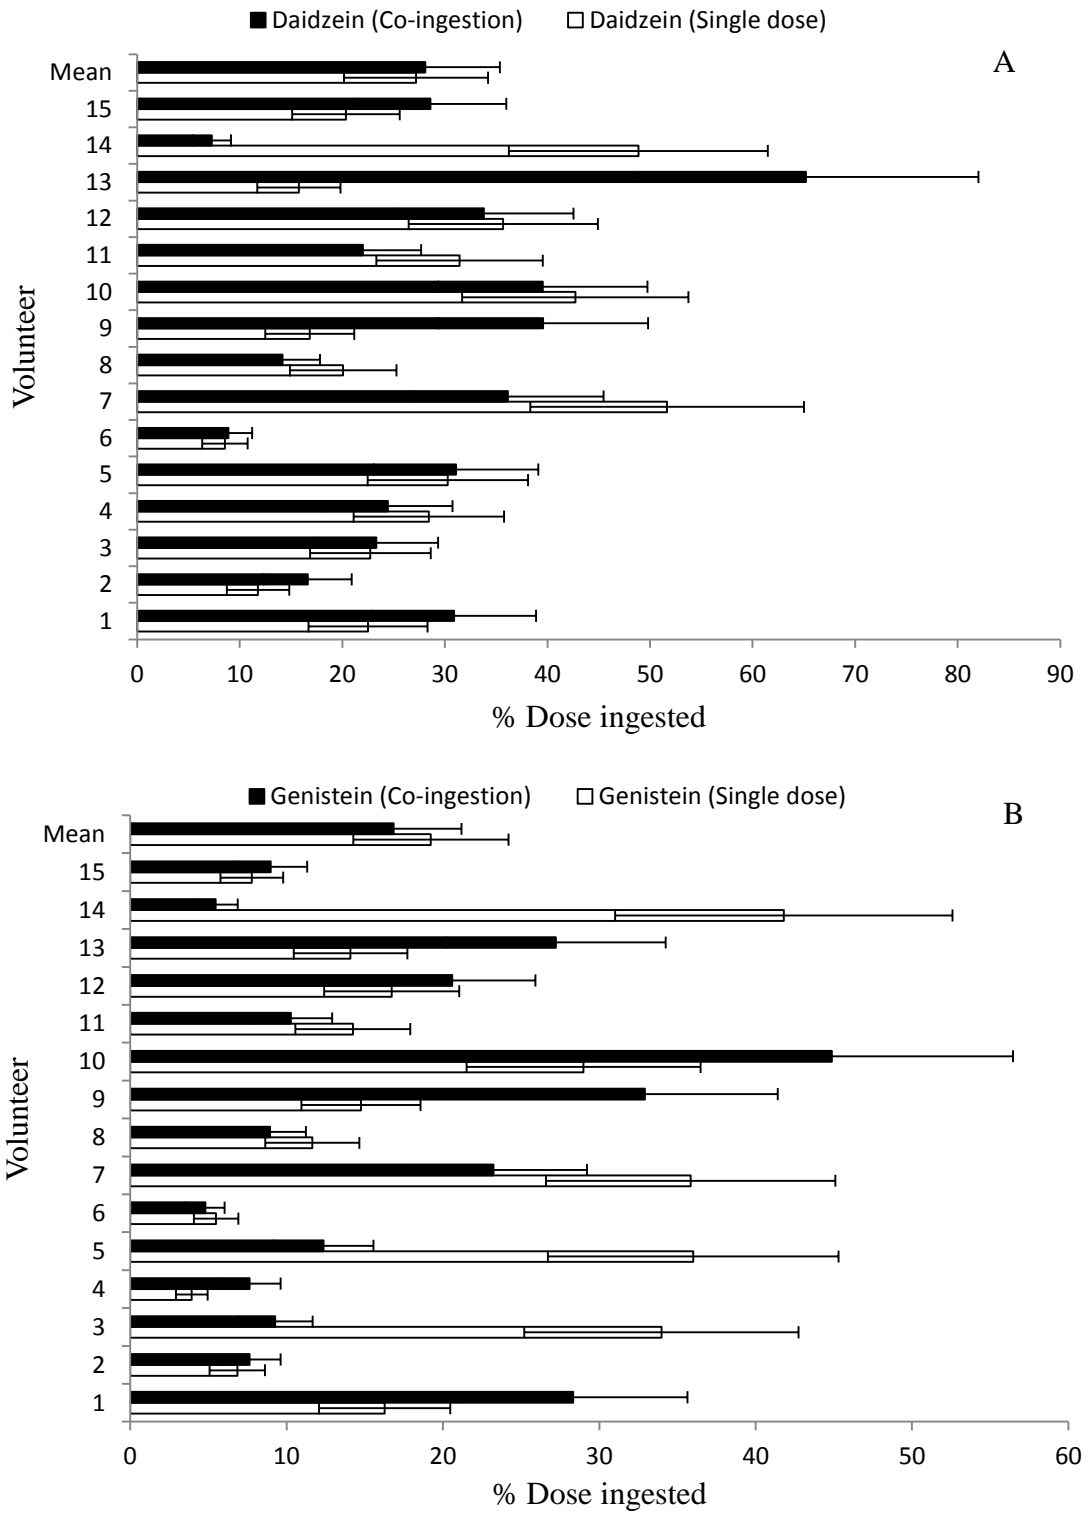 Daidzein (Co-ingestion) Daidzein (Single dose)
A
Mean
15
14
13
12
11
10
9
8
7
6
5
4
3
2
1
Volunteer
0 10 20 30 40 50 60 70 80 90
% Dose ingested
Genistein (Co-ingestion) Genistein (Single dose)
B
Mean
15
14
13
12
11
10
9
8
7
6
5
4
3
2
1
Volunteer
0 10 20 30 40 50 60
% Dose ingested